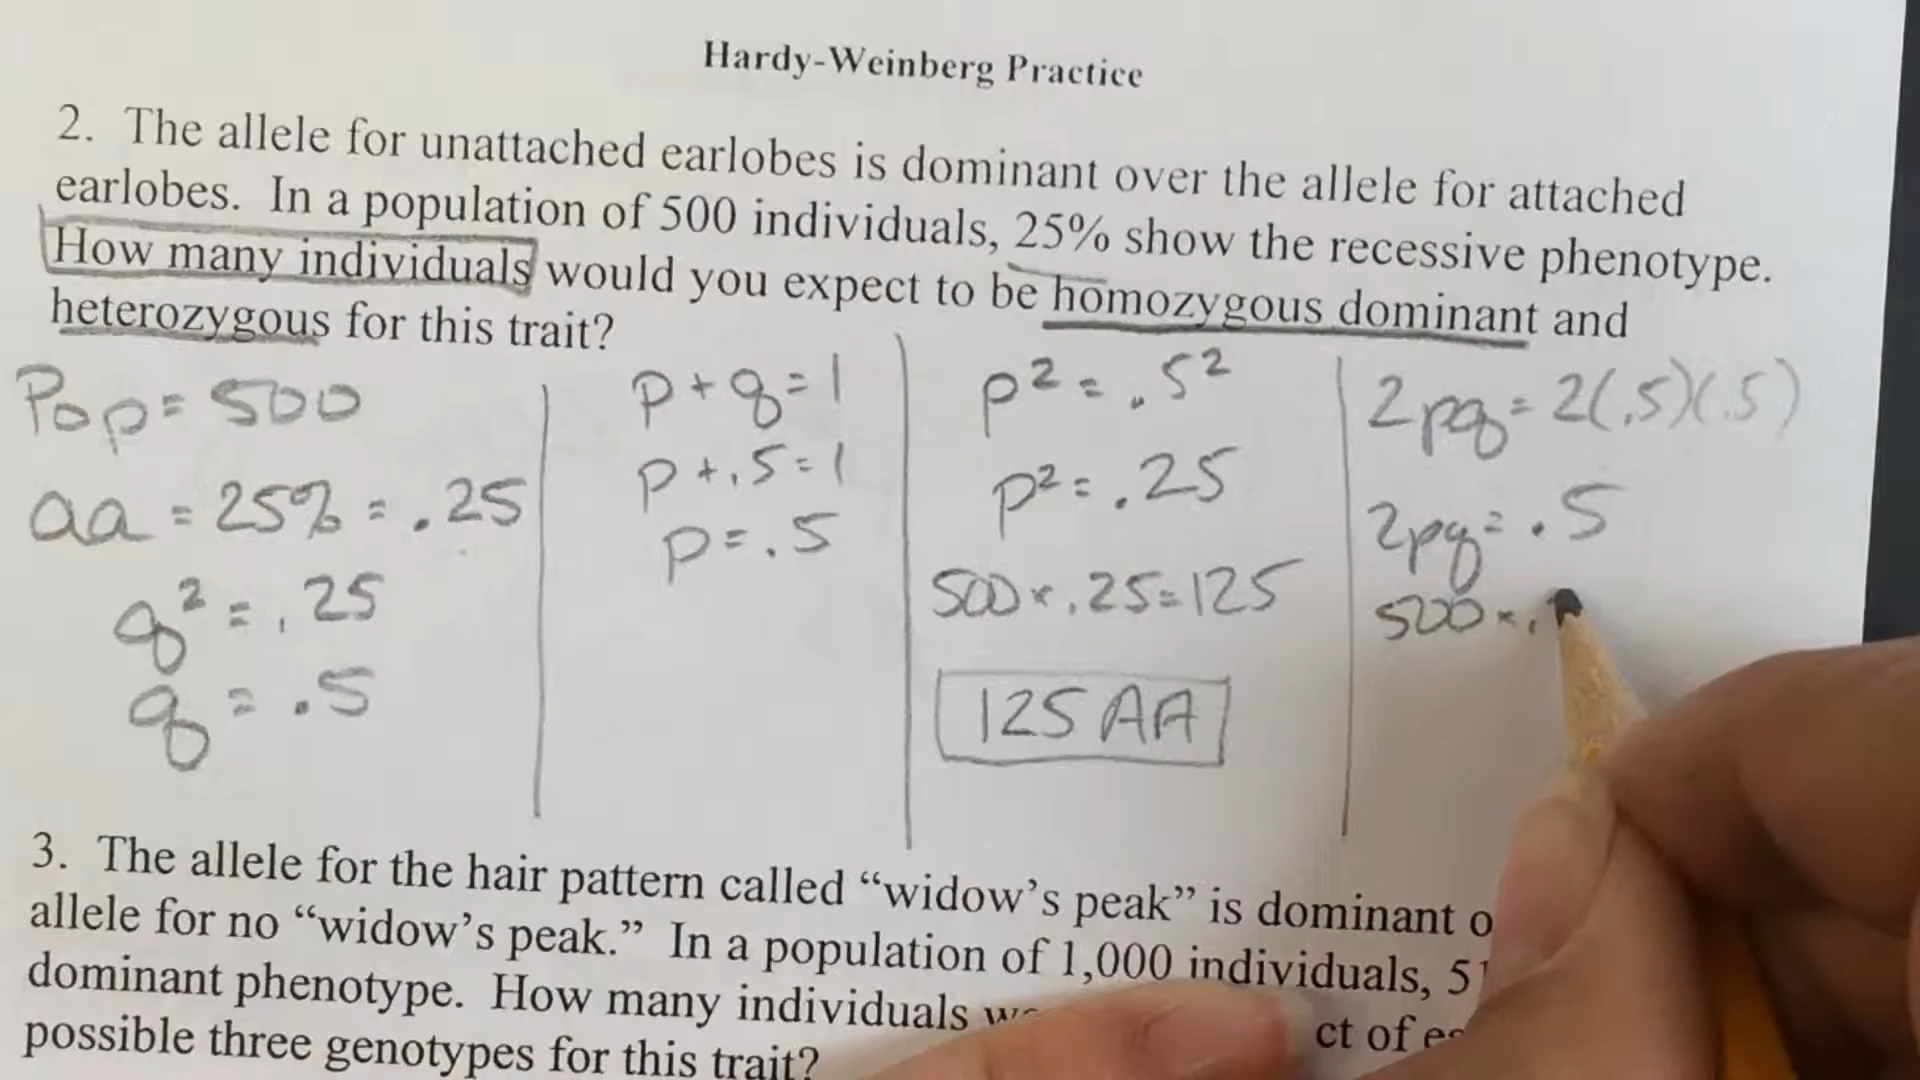 Hardy-Weinberg Practice
2. The allele for unattached earlobes is dominant over the allele for attached
earlobes. In a population of 500 individuals, 25% show the recessive phenotype.
How many individuals would you expect to be homozygous dominant and
heterozygous for this trait?
Pop = 500
aa = 25% = .25
q² = .25
q = .5
p + q = 1
p + .5 = 1
p = .5
p² = .5²
p² = .25
500 × .25 = 125
125 AA
2pq = 2(.5)(.5)
2pq = .5
500 × .
3. The allele for the hair pattern called “widow’s peak” is dominant
allele for no “widow’s peak.” In a population of 1,000 individuals,
dominant phenotype. How many individuals
possible three genotypes for this trait?